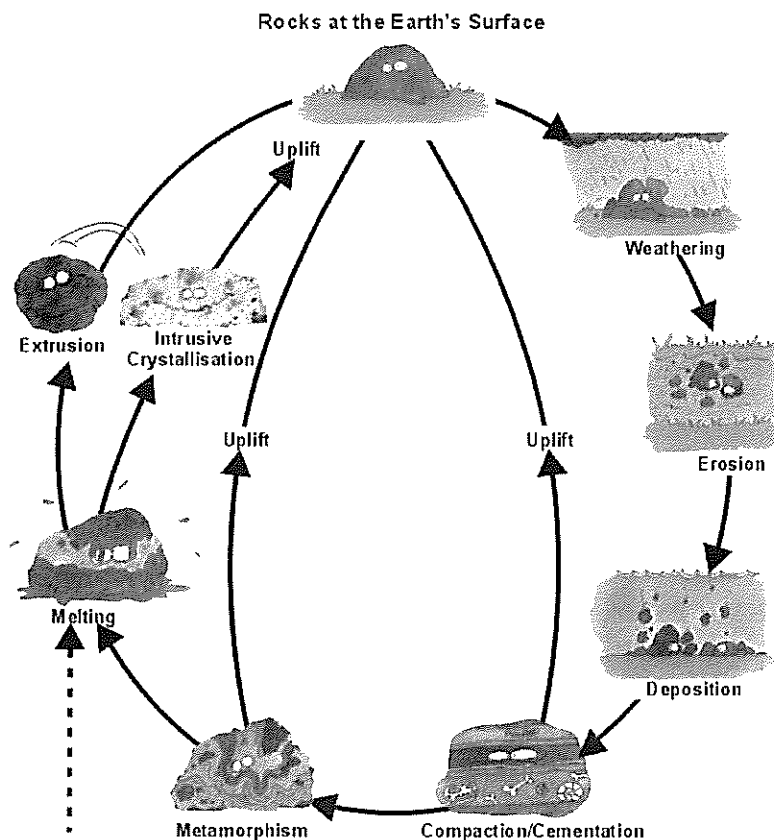 Rocks at the Earth's Surface
Uplift
Weathering
Extrusion
Intrusive
Crystallisation
Uplift
Uplift
Erosion
Melting
Deposition
Metamorphism
Compaction/Cementation